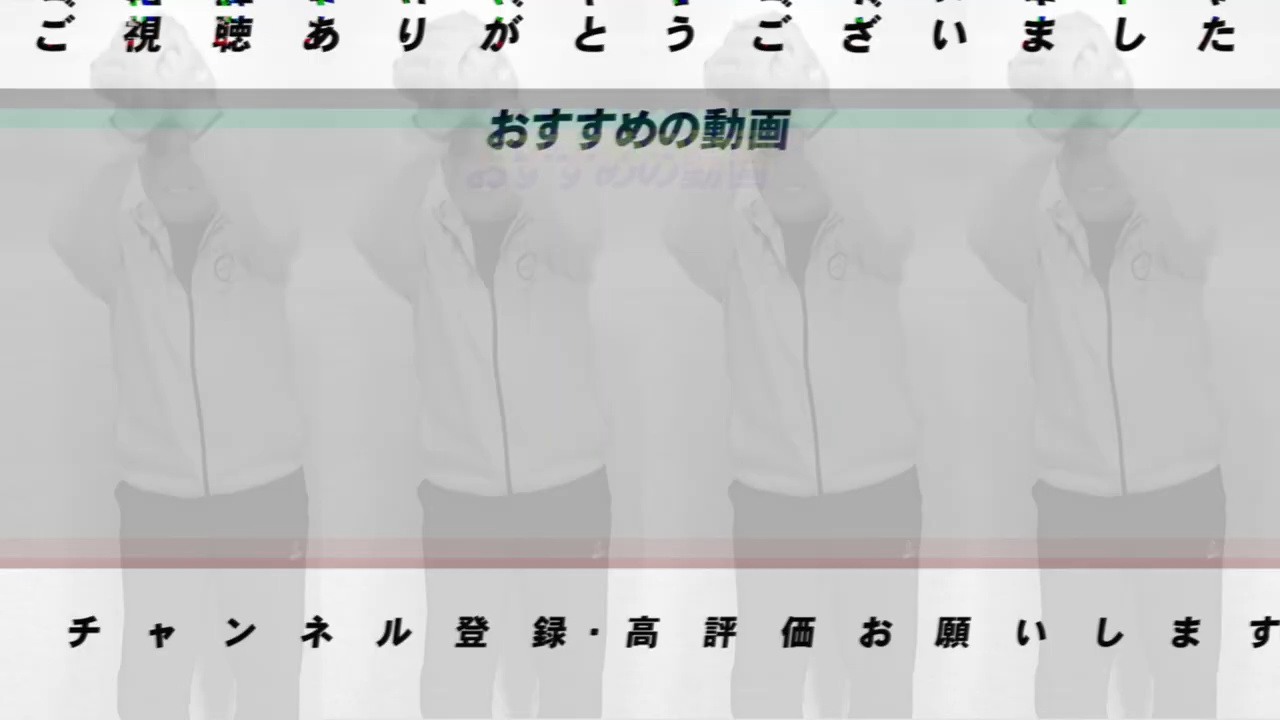 ご視聴ありがとうございました
おすすめの動画
チャンネル登録・高評価お願いします